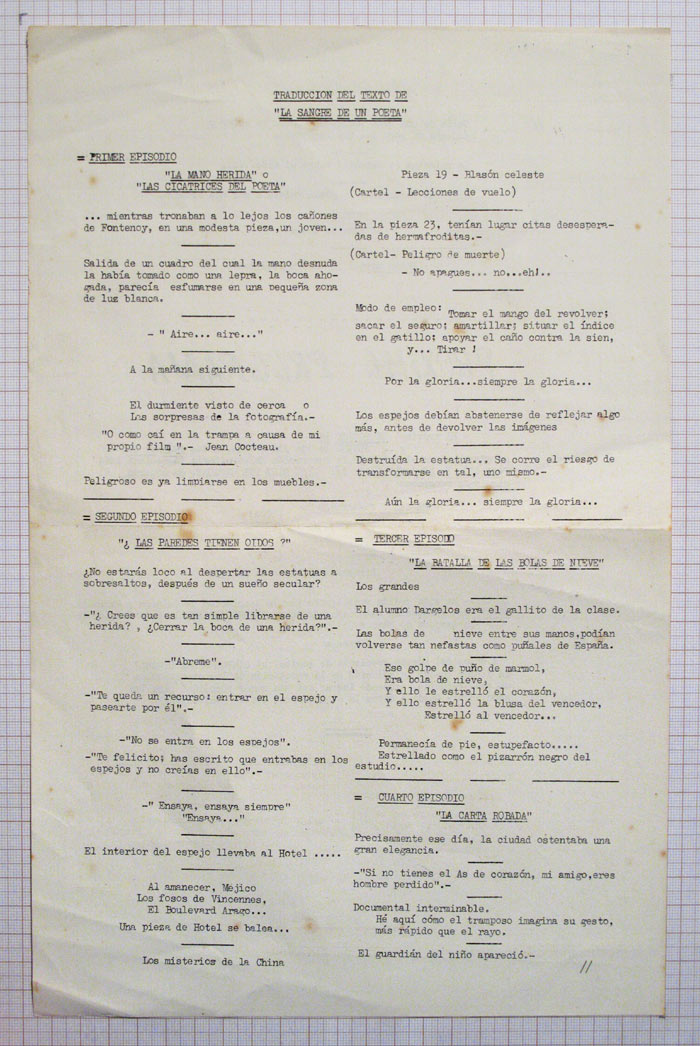 TRADUCCION DEL TEXTO DE
"LA SANGRE DE UN POETA"
= PRIMER EPISODIO
"LA MANO HERIDA" o
"LAS CICATRICES DEL POETA"
... mientras tronaban a lo lejos los cañones
de Fontenoy, en una modesta pieza,un joven...
Salida de un cuadro del cual la mano desnuda
la había tomado como una lepra, la boca aho-
gada, parecía esfumarse en una pequeña zona
de luz blanca.
- " Aire... aire..."
A la mañana siguiente.
El durmiente visto de cerca o
Las sorpresas de la fotografía.-
"O como caí en la trampa a causa de mi
propio film ".- Jean Cocteau.
Peligroso es ya limpiarse en los muebles.-
= SEGUNDO EPISODIO
"¿ LAS PAREDES TIENEN OIDOS ?"
¿No estarás loco al despertar las estatuas a
sobresaltos, después de un sueño secular?
-"¿ Crees que es tan simple librarse de una
herida? , ¿Cerrar la boca de una herida?".-
-"Abreme".
-"Te queda un recurso: entrar en el espejo y
pasearte por él".-
-"No se entra en los espejos".
-"Te felicito; has escrito que entrabas en los
espejos y no creías en ello".-
-" Ensaya, ensaya siempre"
"Ensaya..."
El interior del espejo llevaba al Hotel .....
Al amanecer, Méjico
Los fosos de Vincennes,
El Boulevard Arago...
Una pieza de Hotel se balea...
Los misterios de la China
Pieza 19 - Blasón celeste
(Cartel - Lecciones de vuelo)
En la pieza 23, tenían lugar citas desespera-
das de hermafroditas.-
(Cartel- Peligro de muerte)
- No apagues... no...eh!..
Modo de empleo: Tomar el mango del revolver;
sacar el seguro; amartillar; situar el índice
en el gatillo; apoyar el caño contra la sien,
y... Tirar !
Por la gloria...siempre la gloria...
Los espejos debían abstenerse de reflejar algo
más, antes de devolver las imágenes
Destruída la estatua... Se corre el riesgo de
transformarse en tal, uno mismo.-
Aún la gloria... siempre la gloria...
= TERCER EPISODIO
"LA BATALLA DE LAS BOLAS DE NIEVE"
Los grandes
El alumno Dargelos era el gallito de la clase.
Las bolas de nieve entre sus manos,podían
volverse tan nefastas como puñales de España.
Ese golpe de puño de marmol,
Era bola de nieve,
Y ello le estrelló el corazón,
Y ello estrelló la blusa del vencedor,
Estrelló al vencedor...
Permanecía de pie, estupefacto.....
Estrellado como el pizarrón negro del
estudio.....
= CUARTO EPISODIO
"LA CARTA ROBADA"
Precisamente ese día, la ciudad ostentaba una
gran elegancia.
-"Si no tienes el As de corazón, mi amigo,eres
hombre perdido".-
Documental interminable.
Hé aquí cómo el tramposo imagina su gesto,
más rápido que el rayo.
El guardián del niño apareció.-
11